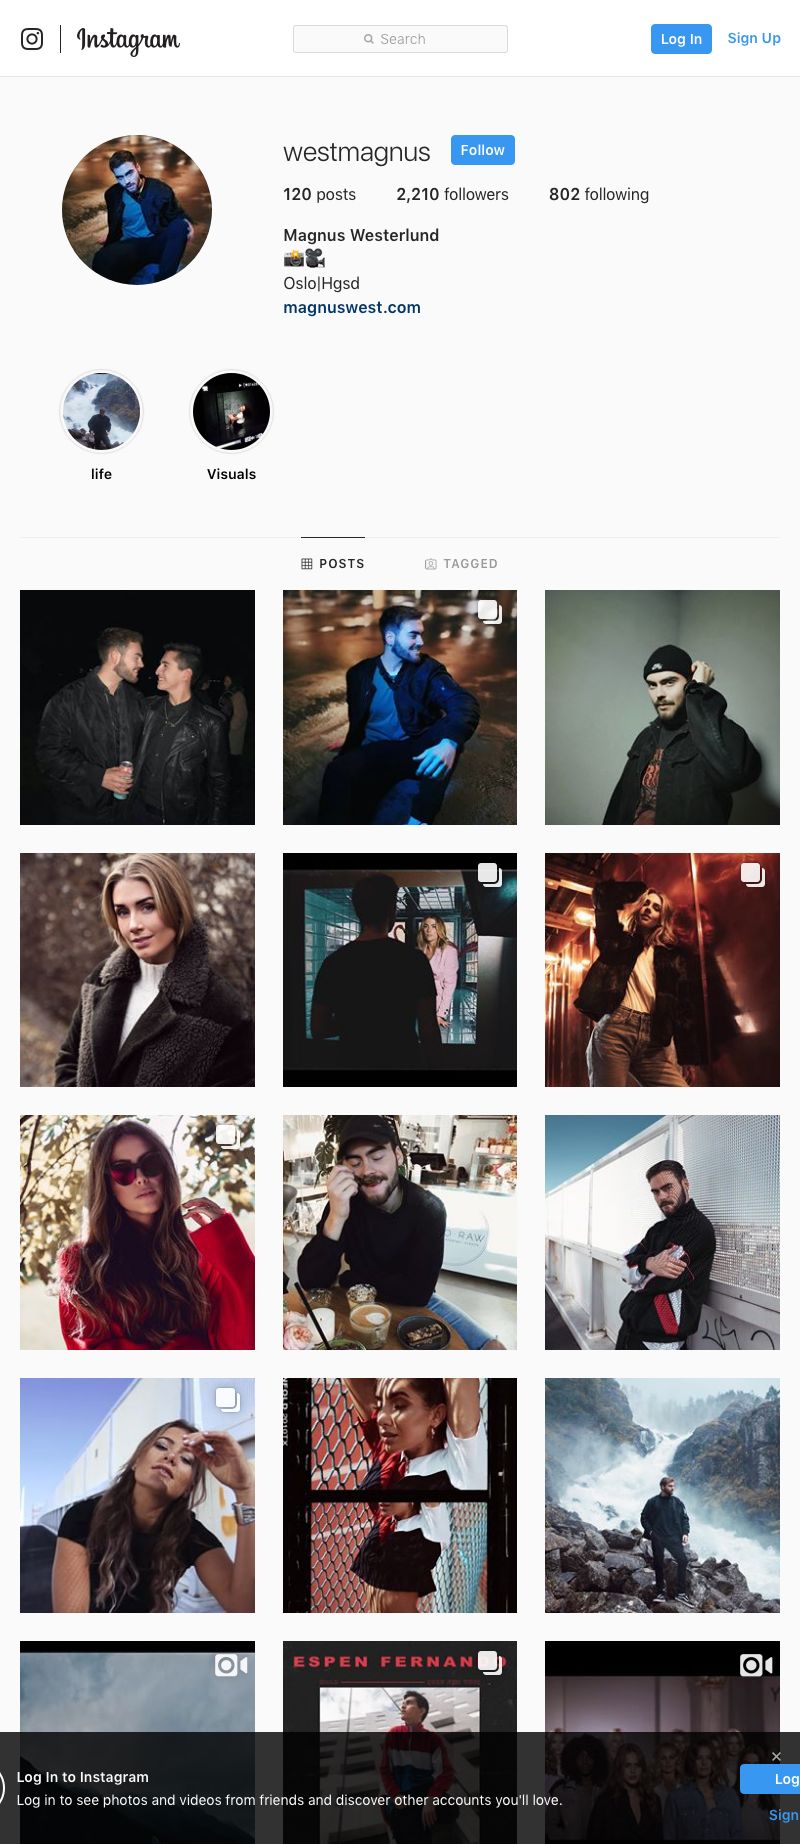 Instagram
Search
Log In
Sign Up
westmagnus
Follow
120 posts
2,210 followers
802 following
Magnus Westerlund
📸🎥
Oslo|Hgsd
magnuswest.com
life
Visuals
POSTS
TAGGED
RAW
ESPEN FERNAND
Log In to Instagram
Log in to see photos and videos from friends and discover other accounts you'll love.
✕
Log
Sign